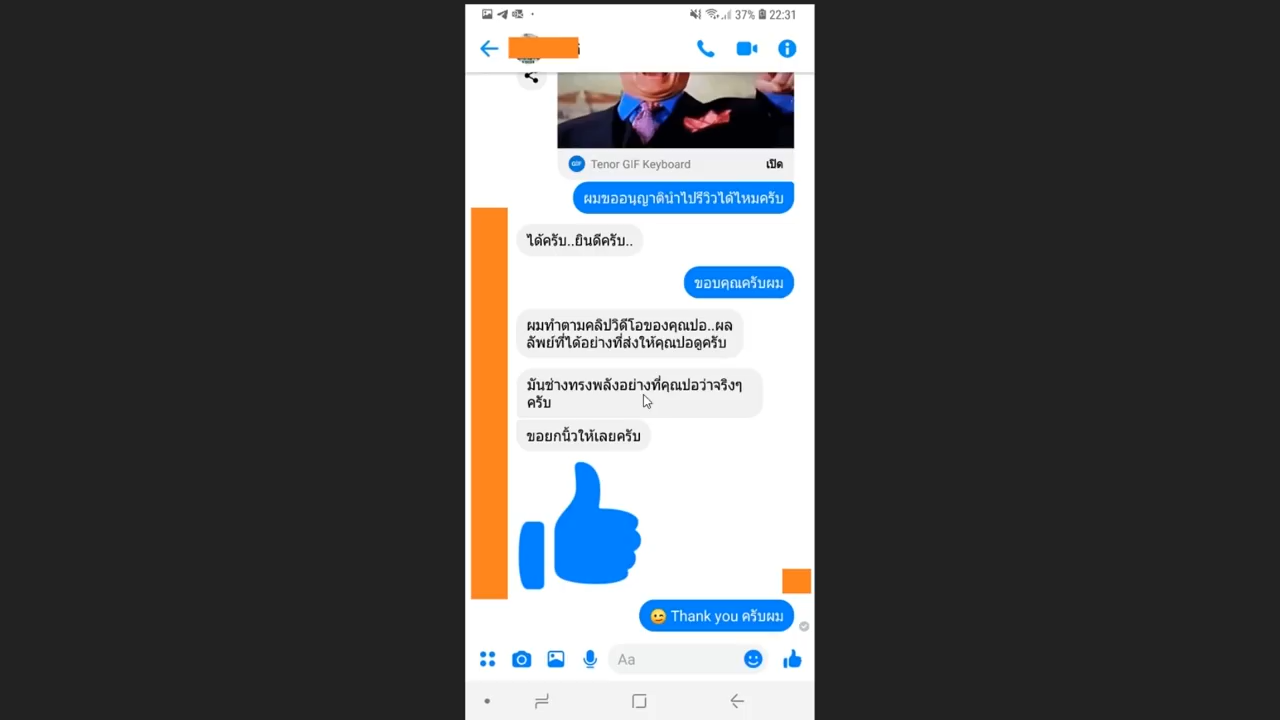 37% 22:31
GIF Tenor GIF Keyboard เปิด
ผมขออนุญาตินำไปรีวิวได้ไหมครับ
ได้ครับ..ยินดีครับ..
ขอบคุณครับผม
ผมทำตามคลิปวิดีโอของคุณปอ..ผล
ลัพย์ที่ได้อย่างที่ส่งให้คุณปอดูครับ
มันช่างทรงพลังอย่างที่คุณปอว่าจริงๆ
ครับ
ขอยกนิ้วให้เลยครับ
😉 Thank you ครับผม
Aa